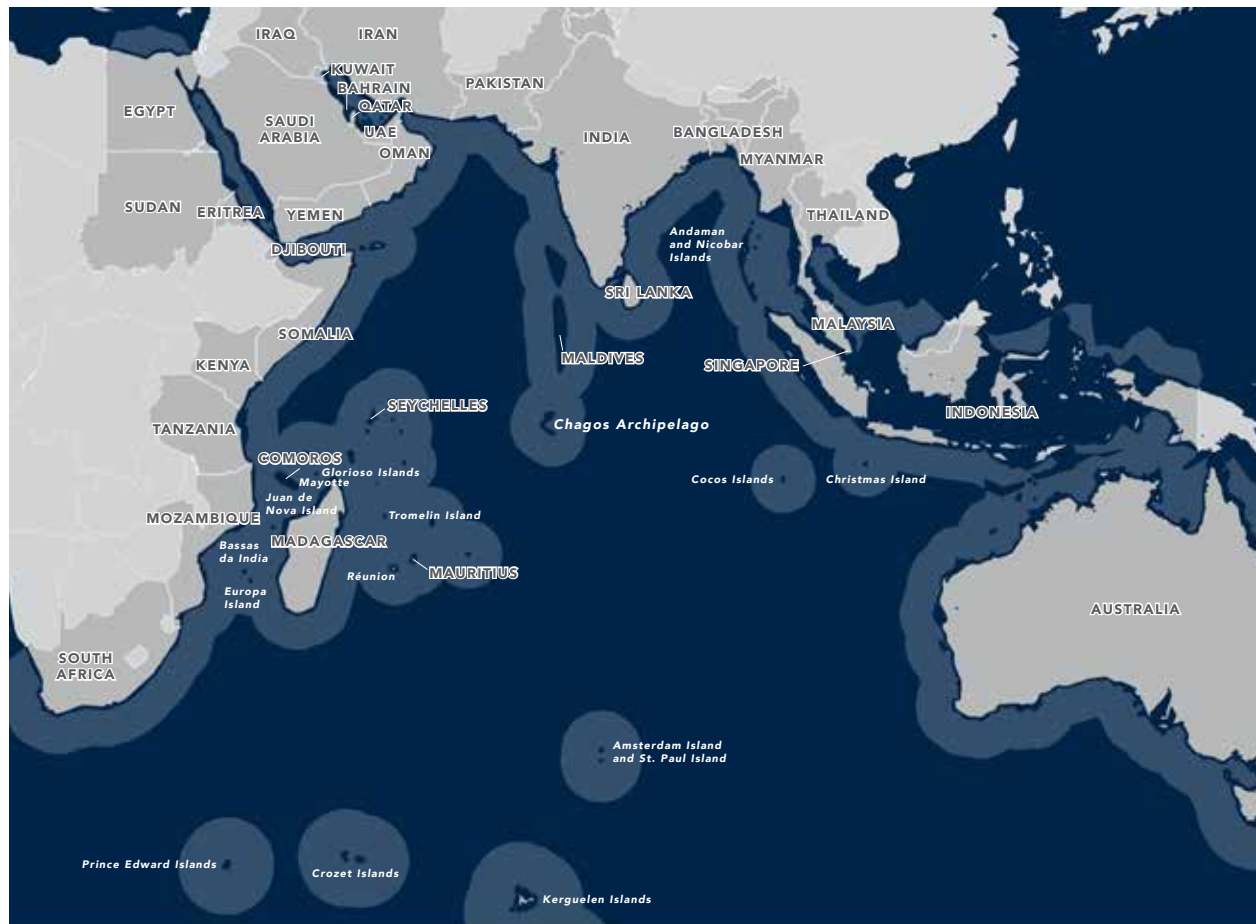 IRAQ
IRAN
KUWAIT
BAHRAIN
QATAR
PAKISTAN
EGYPT
SAUDI
ARABIA
UAE
OMAN
INDIA
BANGLADESH
MYANMAR
SUDAN
ERITREA
YEMEN
THAILAND
DJIBOUTI
Andaman
and Nicobar
Islands
SRI LANKA
SOMALIA
MALAYSIA
KENYA
MALDIVES
SINGAPORE
SEYCHELLES
INDONESIA
TANZANIA
Chagos Archipelago
COMOROS
Glorioso Islands
Mayotte
Cocos Islands
Christmas Island
Juan de
Nova Island
MOZAMBIQUE
Tromelin Island
MADAGASCAR
Bassas
da India
Réunion
MAURITIUS
Europa
Island
AUSTRALIA
SOUTH
AFRICA
Amsterdam Island
and St. Paul Island
Prince Edward Islands
Crozet Islands
Kerguelen Islands